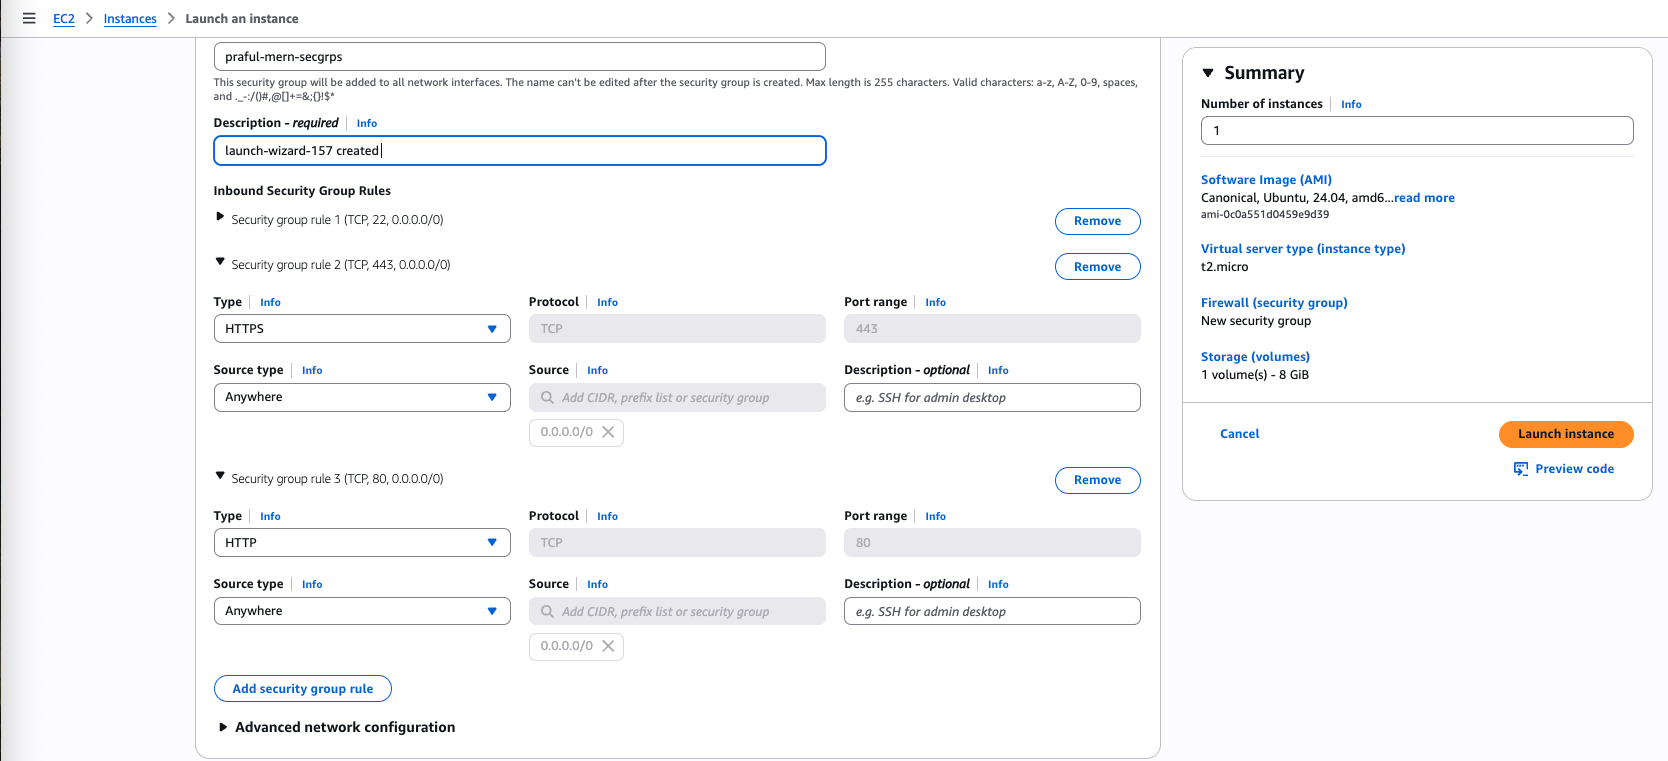 EC2 > Instances > Launch an instance
praful-mern-secgrps
This security group will be added to all network interfaces. The name can't be edited after the security group is created. Max length is 255 characters. Valid characters: a-z, A-Z, 0-9, spaces,
and ._-:/()#,@[]+=&;{}!$*
Description - required Info
launch-wizard-157 created
Inbound Security Group Rules
Security group rule 1 (TCP, 22, 0.0.0.0/0) Remove
Security group rule 2 (TCP, 443, 0.0.0.0/0) Remove
Type Info Protocol Info Port range Info
HTTPS TCP 443
Source type Info Source Info Description - optional Info
Anywhere Add CIDR, prefix list or security group e.g. SSH for admin desktop
0.0.0.0/0
Security group rule 3 (TCP, 80, 0.0.0.0/0) Remove
Type Info Protocol Info Port range Info
HTTP TCP 80
Source type Info Source Info Description - optional Info
Anywhere Add CIDR, prefix list or security group e.g. SSH for admin desktop
0.0.0.0/0
Add security group rule
Advanced network configuration
Summary
Number of instances Info
1
Software Image (AMI)
Canonical, Ubuntu, 24.04, amd6...read more
ami-0c0a551d0459e9d39
Virtual server type (instance type)
t2.micro
Firewall (security group)
New security group
Storage (volumes)
1 volume(s) - 8 GiB
Cancel Launch instance
Preview code